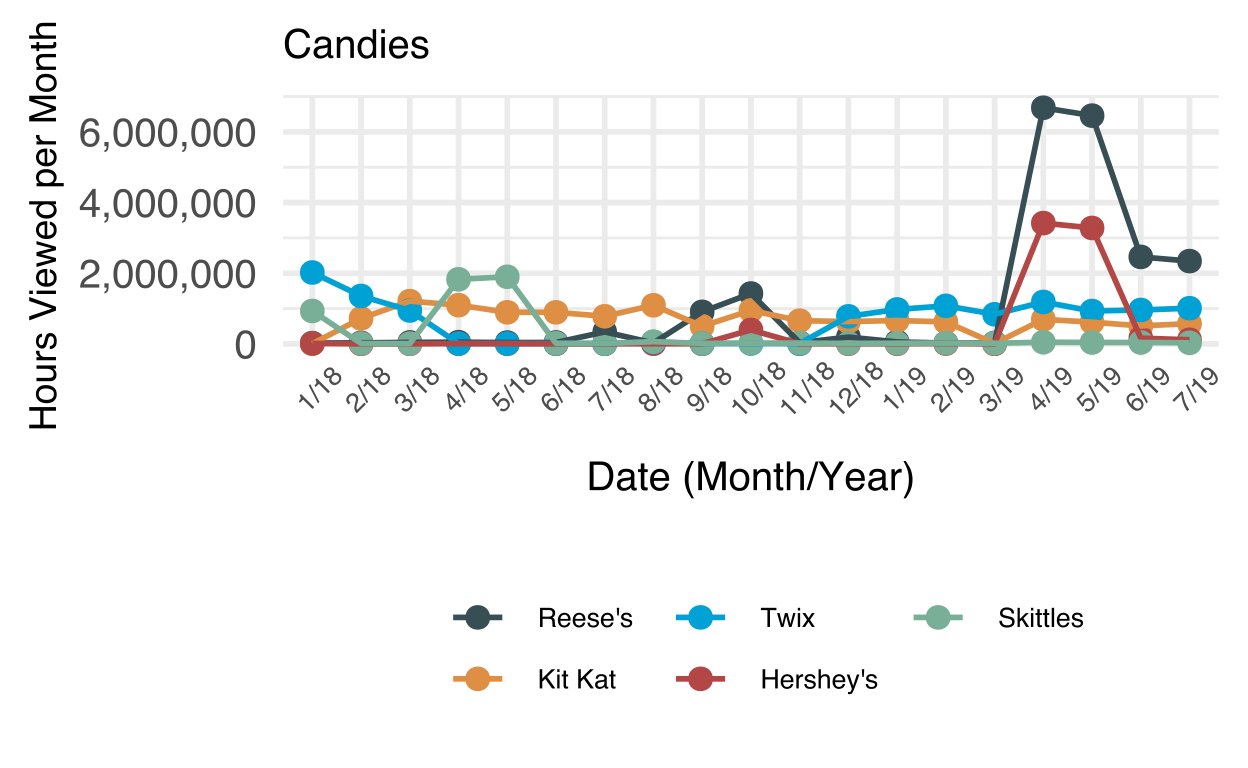 Candies
Hours Viewed per Month
6,000,000
4,000,000
2,000,000
0
1/18 2/18 3/18 4/18 5/18 6/18 7/18 8/18 9/18 10/18 11/18 12/18 1/19 2/19 3/19 4/19 5/19 6/19 7/19
Date (Month/Year)
Reese's Twix Skittles
Kit Kat Hershey's